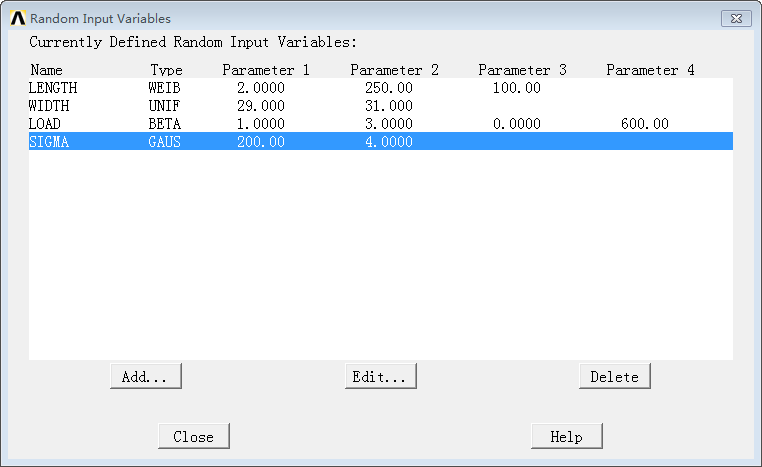 Random Input Variables
Currently Defined Random Input Variables:
Name Type Parameter 1 Parameter 2 Parameter 3 Parameter 4
LENGTH WEIB 2.0000 250.00 100.00
WIDTH UNIF 29.000 31.000
LOAD BETA 1.0000 3.0000 0.0000 600.00
SIGMA GAUS 200.00 4.0000
Add... Edit... Delete
Close Help